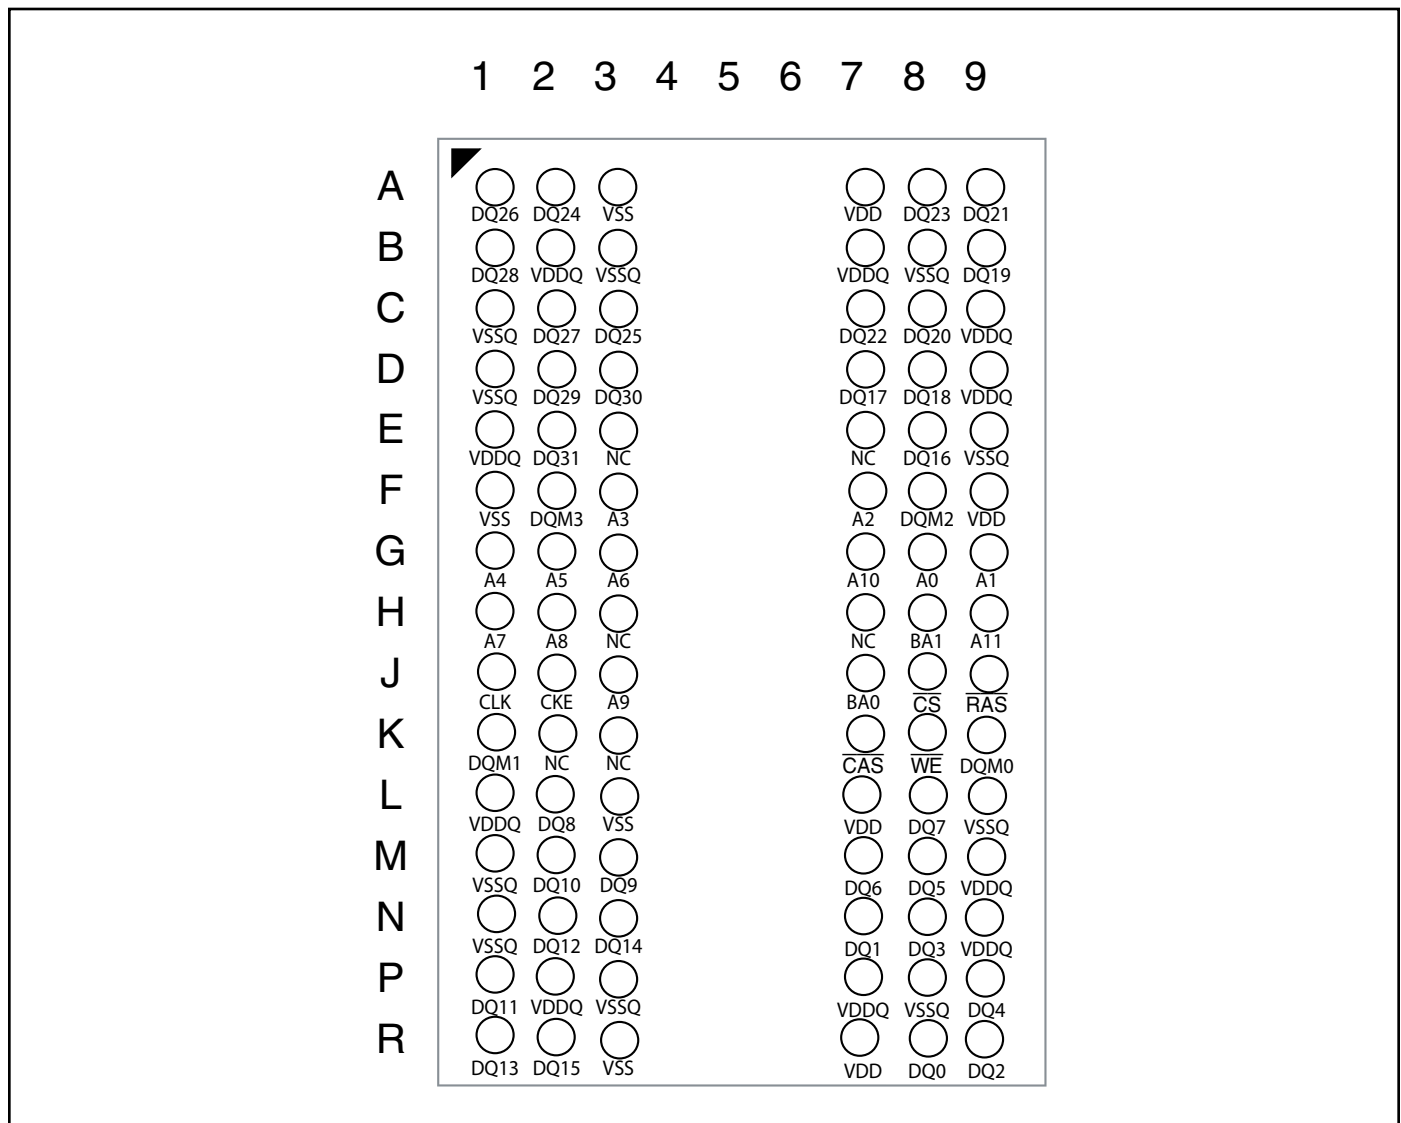 1 2 3 4 5 6 7 8 9
A
DQ26 DQ24 VSS VDD DQ23 DQ21
B
DQ28 VDDQ VSSQ VDDQ VSSQ DQ19
C
VSSQ DQ27 DQ25 DQ22 DQ20 VDDQ
D
VSSQ DQ29 DQ30 DQ17 DQ18 VDDQ
E
VDDQ DQ31 NC NC DQ16 VSSQ
F
VSS DQM3 A3 A2 DQM2 VDD
G
A4 A5 A6 A10 A0 A1
H
A7 A8 NC NC BA1 A11
J
CLK CKE A9 BA0 C̅S̅ R̅A̅S̅
K
DQM1 NC NC C̅A̅S̅ W̅E̅ DQM0
L
VDDQ DQ8 VSS VDD DQ7 VSSQ
M
VSSQ DQ10 DQ9 DQ6 DQ5 VDDQ
N
VSSQ DQ12 DQ14 DQ1 DQ3 VDDQ
P
DQ11 VDDQ VSSQ VDDQ VSSQ DQ4
R
DQ13 DQ15 VSS VDD DQ0 DQ2